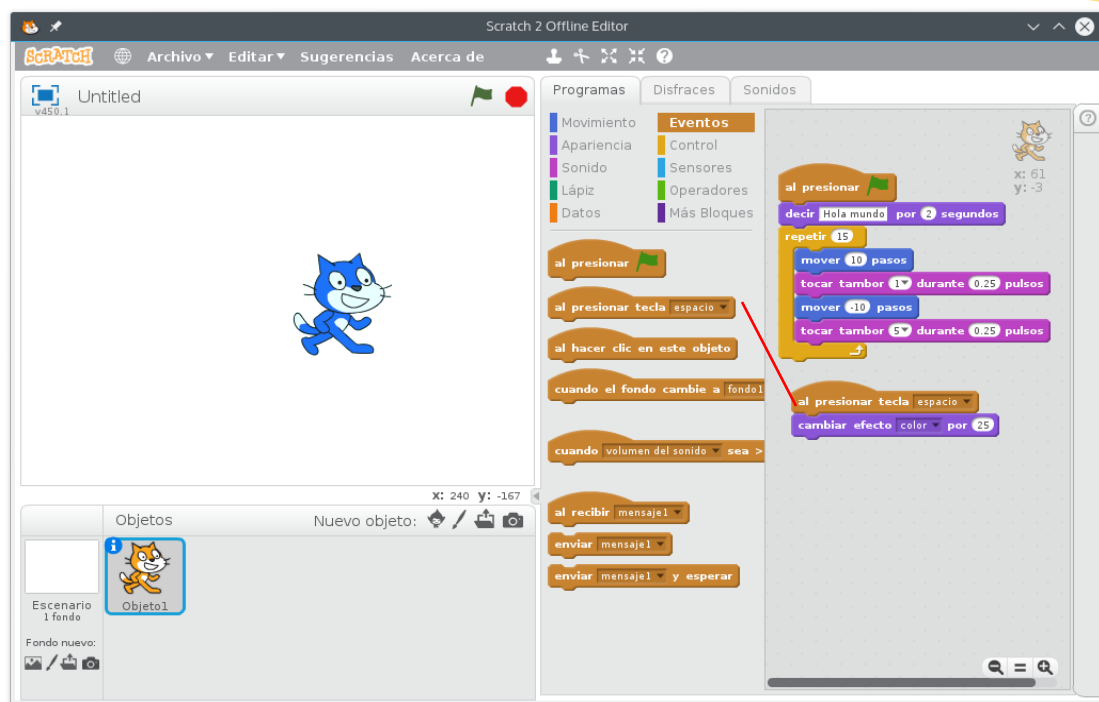 Scratch 2 Offline Editor
SCRATCH Archivo Editar Sugerencias Acerca de
v450.1 Untitled
Programas Disfraces Sonidos
Movimiento Eventos
Apariencia Control
Sonido Sensores
Lápiz Operadores
Datos Más Bloques
al presionar
al presionar tecla espacio
al hacer clic en este objeto
cuando el fondo cambie a fondo1
cuando volumen del sonido sea >
al recibir mensaje1
enviar mensaje1
enviar mensaje1 y esperar
x: 61
y: -3
al presionar
decir Hola mundo por 2 segundos
repetir 15
mover 10 pasos
tocar tambor 1 durante 0.25 pulsos
mover -10 pasos
tocar tambor 5 durante 0.25 pulsos
al presionar tecla espacio
cambiar efecto color por 25
x: 240 y: -167
Objetos Nuevo objeto:
Escenario
1 fondo
Fondo nuevo:
Objeto1